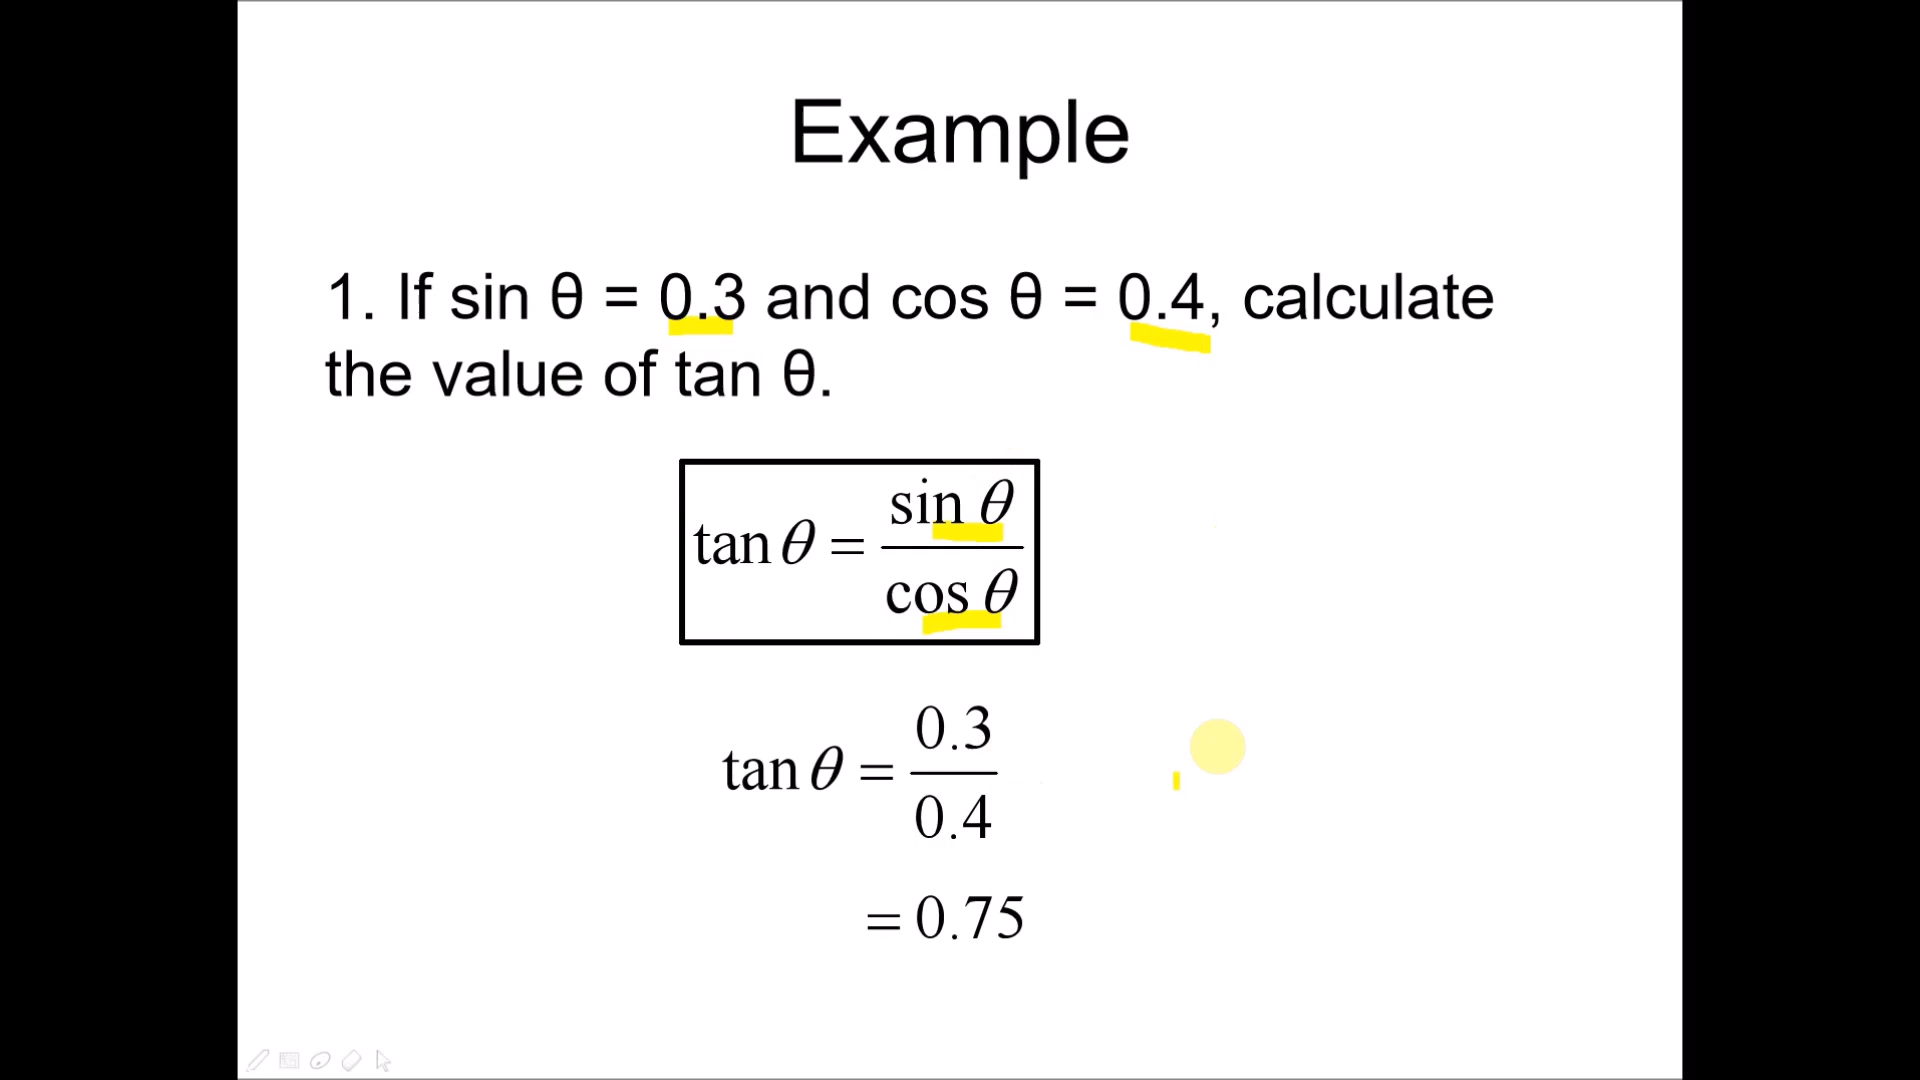 Example
1. If sin θ = 0.3 and cos θ = 0.4, calculate
the value of tan θ.
tan θ = sin θ / cos θ
tan θ = 0.3 / 0.4
= 0.75